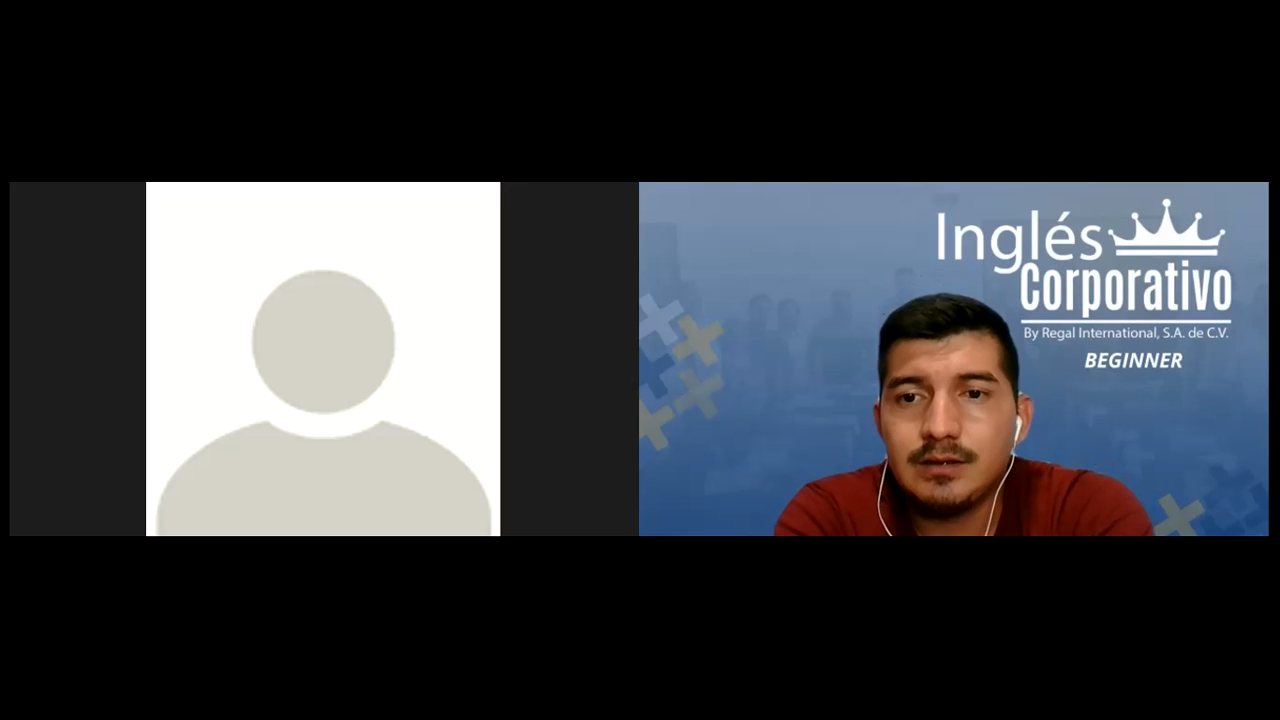 Inglés
Corporativo
By Regal International, S.A. de C.V.
BEGINNER